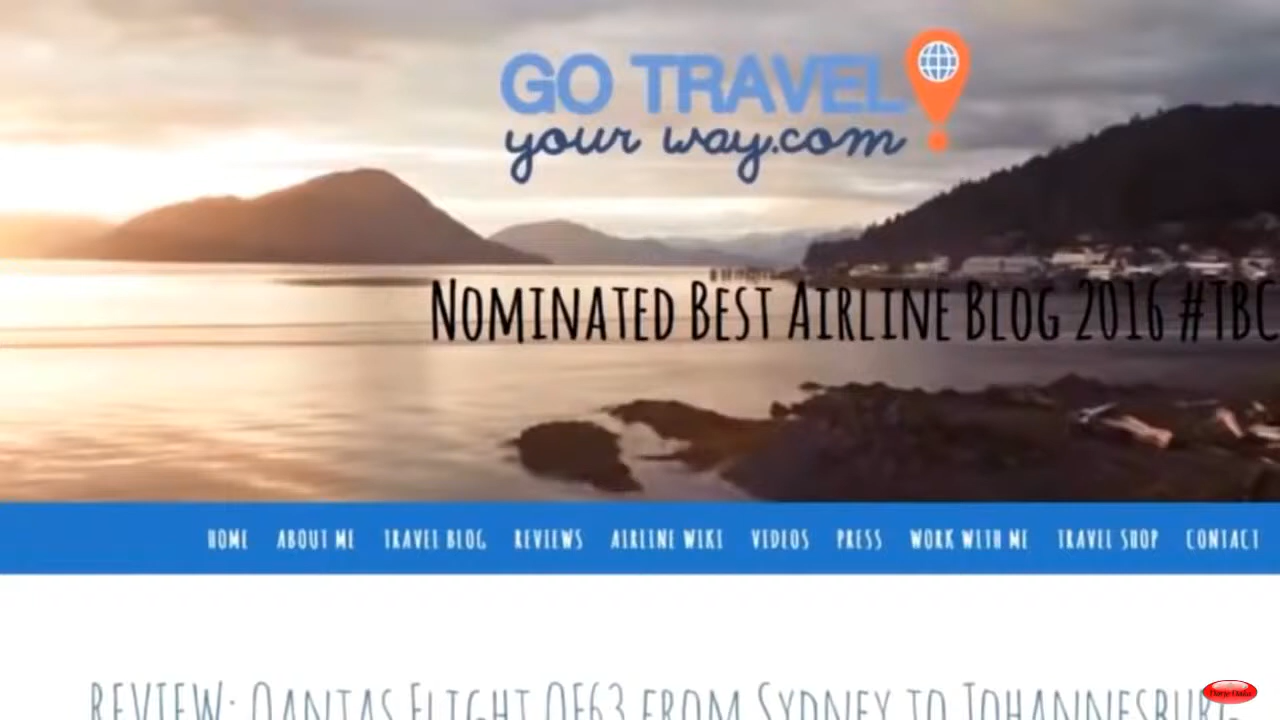 GO TRAVEL
your way.com
NOMINATED BEST AIRLINE BLOG 2016 #TBC
HOME ABOUT ME TRAVEL BLOG REVIEWS AIRLINE WIKI VIDEOS PRESS WORK WITH ME TRAVEL SHOP CONTACT
REVIEW: QANTAS FLIGHT QF63 FROM SYDNEY TO JOHANNESBURG